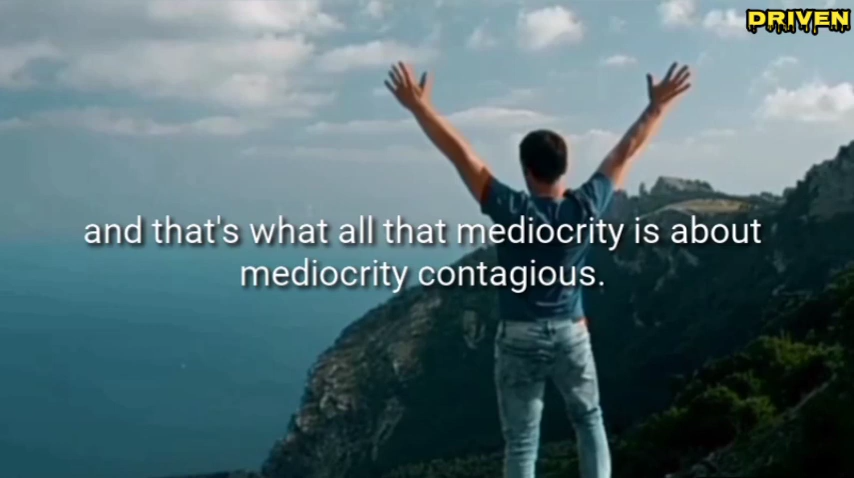 DRIVEN
and that's what all that mediocrity is about
mediocrity contagious.